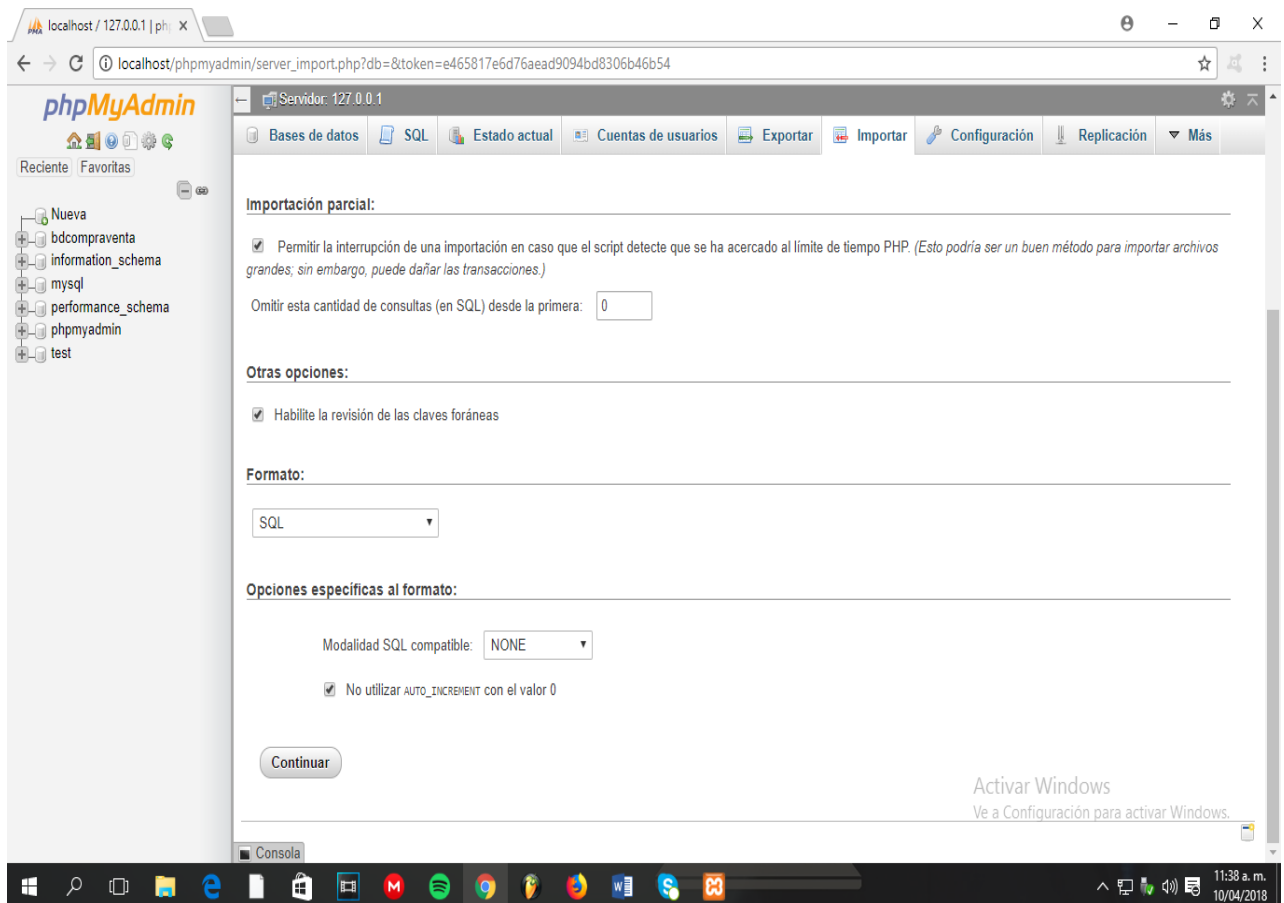 localhost / 127.0.0.1 | ph
localhost/phpmyadmin/server_import.php?db=&token=e465817e6d76aead9094bd8306b46b54
phpMyAdmin
Reciente Favoritas
Nueva
bdcompraventa
information_schema
mysql
performance_schema
phpmyadmin
test
Servidor: 127.0.0.1
Bases de datos SQL Estado actual Cuentas de usuarios Exportar Importar Configuración Replicación Más
Importación parcial:
Permitir la interrupción de una importación en caso que el script detecte que se ha acercado al límite de tiempo PHP. (Esto podría ser un buen método para importar archivos
grandes; sin embargo, puede dañar las transacciones.)
Omitir esta cantidad de consultas (en SQL) desde la primera: 0
Otras opciones:
Habilite la revisión de las claves foráneas
Formato:
SQL
Opciones específicas al formato:
Modalidad SQL compatible: NONE
No utilizar AUTO_INCREMENT con el valor 0
Continuar
Activar Windows
Ve a Configuración para activar Windows.
Consola
11:38 a. m.
10/04/2018